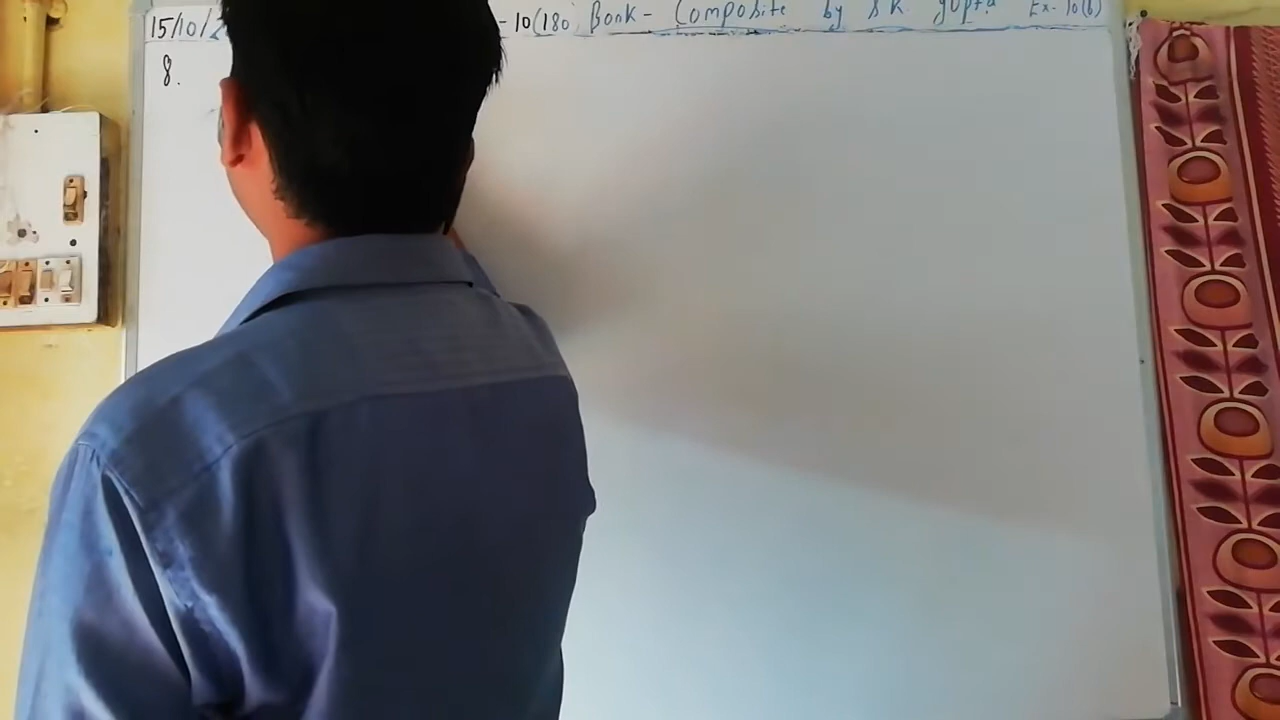 15/10/2 - 10(180) Book - Composite by S K gupta Ex- 10(b)
8.